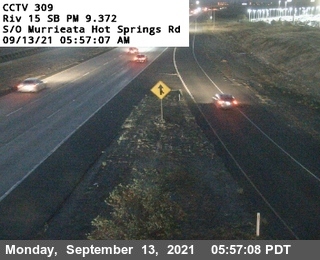 CCTV 309
Riv 15 SB PM 9.372
S/O Murrieata Hot Springs Rd
09/13/21 05:57:07 AM
Monday, September 13, 2021 05:57:08 PDT